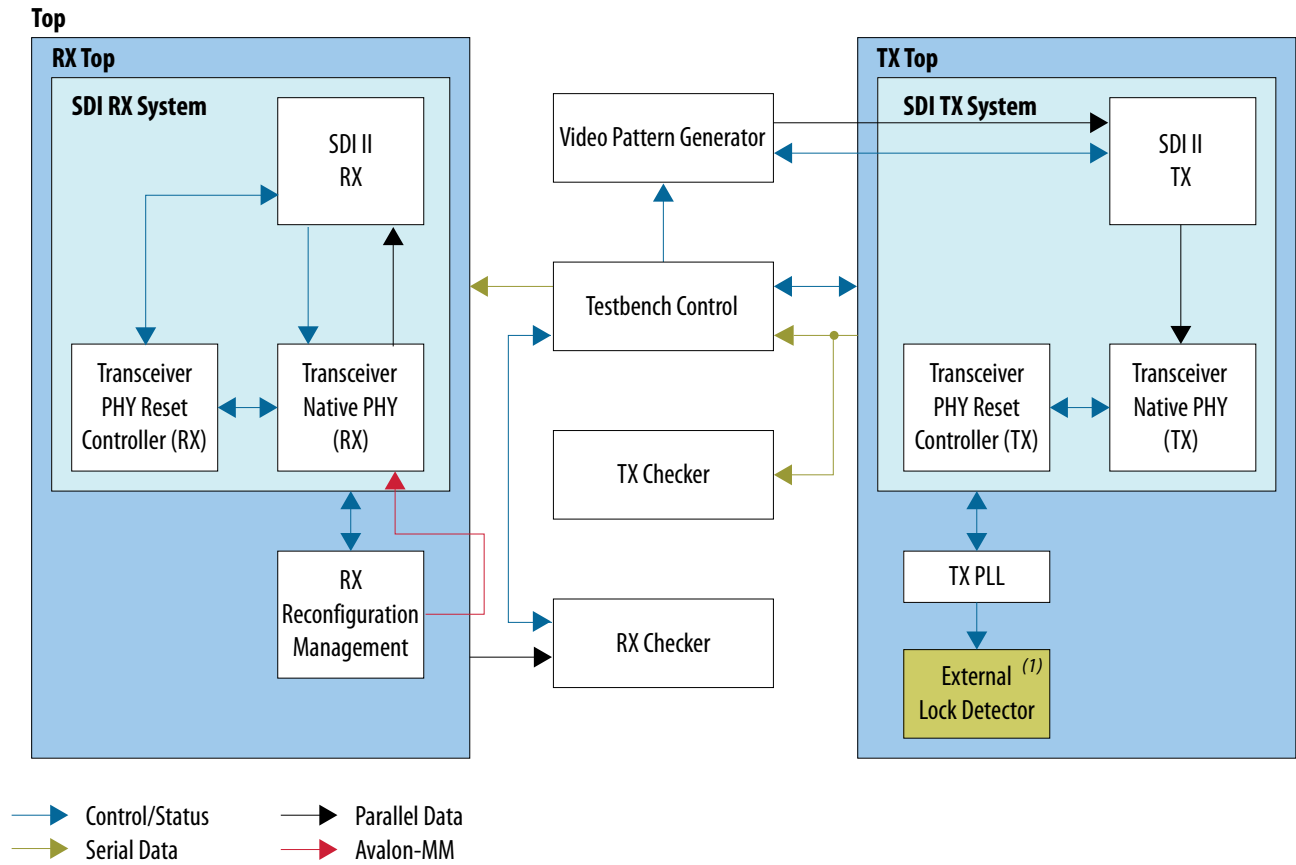 Top
RX Top
SDI RX System
SDI II
RX
Transceiver
PHY Reset
Controller (RX)
Transceiver
Native PHY
(RX)
RX
Reconfiguration
Management
Video Pattern Generator
Testbench Control
TX Checker
RX Checker
TX Top
SDI TX System
SDI II
TX
Transceiver
PHY Reset
Controller (TX)
Transceiver
Native PHY
(TX)
TX PLL
External (1)
Lock Detector
Control/Status
Serial Data
Parallel Data
Avalon-MM